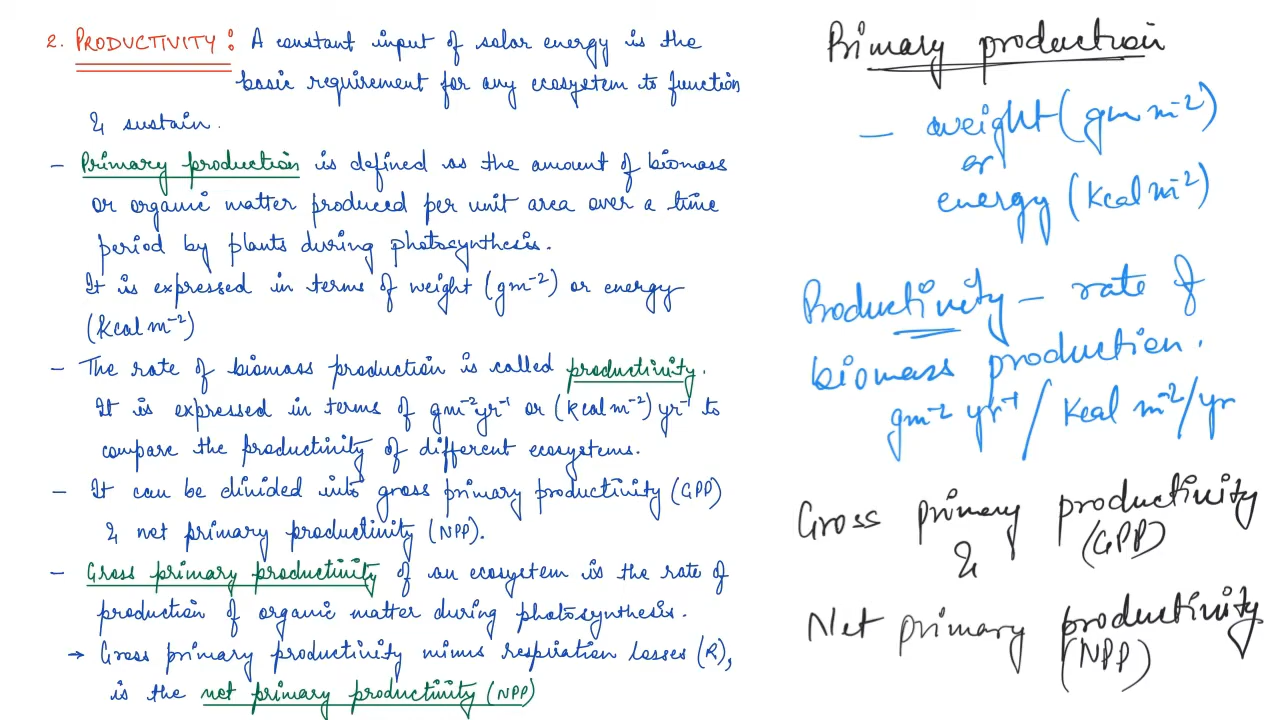 2. PRODUCTIVITY: A constant input of solar energy is the
basic requirement for any ecosystem to function
& sustain.
- Primary production is defined as the amount of biomass
or organic matter produced per unit area over a time
period by plants during photosynthesis.
It is expressed in terms of weight (gm⁻²) or energy
(Kcal m⁻²)
- The rate of biomass production is called productivity.
It is expressed in terms of gm⁻²yr⁻¹ or (kcal m⁻²) yr⁻¹ to
compare the productivity of different ecosystems.
- It can be divided into gross primary productivity (GPP)
& net primary productivity (NPP).
- Gross primary productivity of an ecosystem is the rate of
production of organic matter during photosynthesis.
→ Gross primary productivity minus respiration losses (R),
is the net primary productivity (NPP)
Primary production
- weight (gm m⁻²)
or
energy (Kcal m⁻²)
Productivity - rate of
biomass production.
gm⁻² yr⁻¹ / Kcal m⁻²/yr
Gross primary productivity
& (GPP)
Net primary productivity
(NPP)